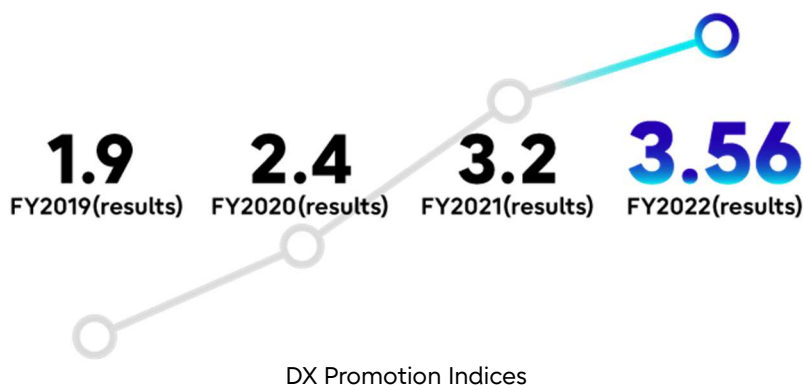 1.9 2.4 3.2 3.56
FY2019(results) FY2020(results) FY2021(results) FY2022(results)
DX Promotion Indices